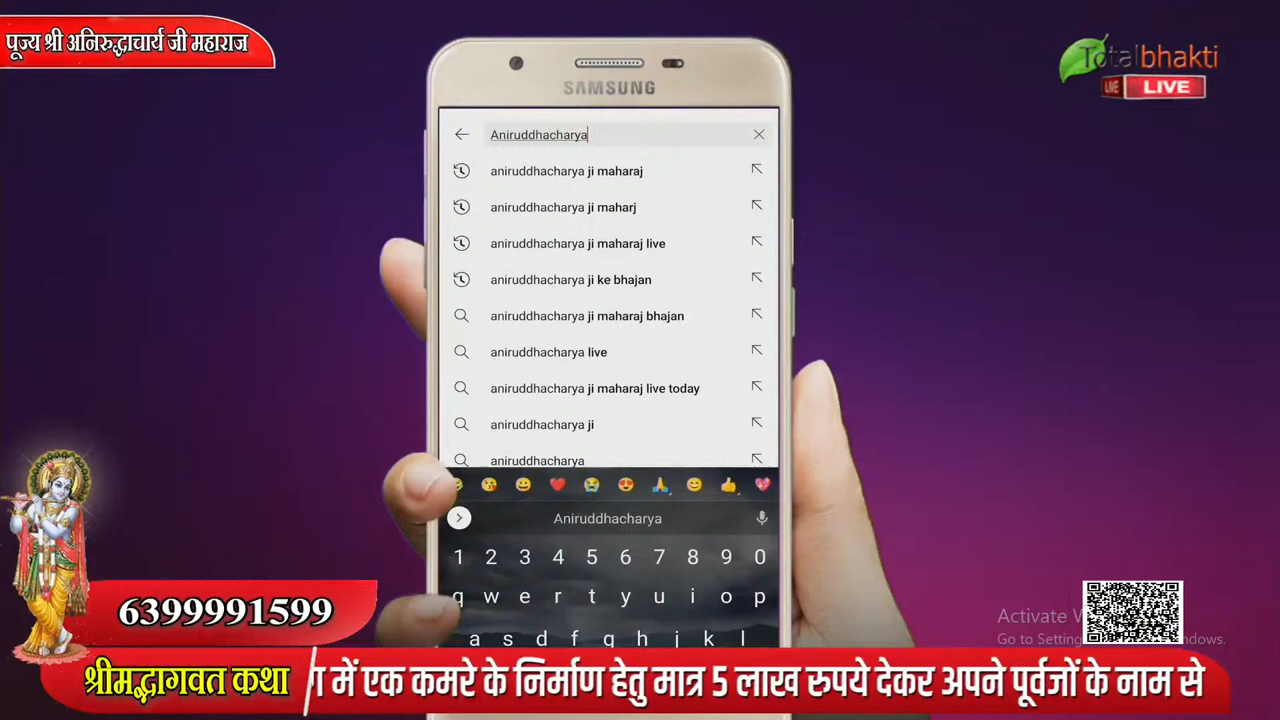 पूज्य श्री अनिरुद्धाचार्य जी महाराज
Totalbhakti
LIVE LIVE
SAMSUNG
Aniruddhacharya
aniruddhacharya ji maharaj
aniruddhacharya ji maharj
aniruddhacharya ji maharaj live
aniruddhacharya ji ke bhajan
aniruddhacharya ji maharaj bhajan
aniruddhacharya live
aniruddhacharya ji maharaj live today
aniruddhacharya ji
aniruddhacharya
Aniruddhacharya
1 2 3 4 5 6 7 8 9 0
q w e r t y u i o p
a s d f g h j k l
6399991599
Activate
Go to Setting
श्रीमद्भागवत कथा
में एक कमरे के निर्माण हेतु मात्र 5 लाख रुपये देकर अपने पूर्वजों के नाम से